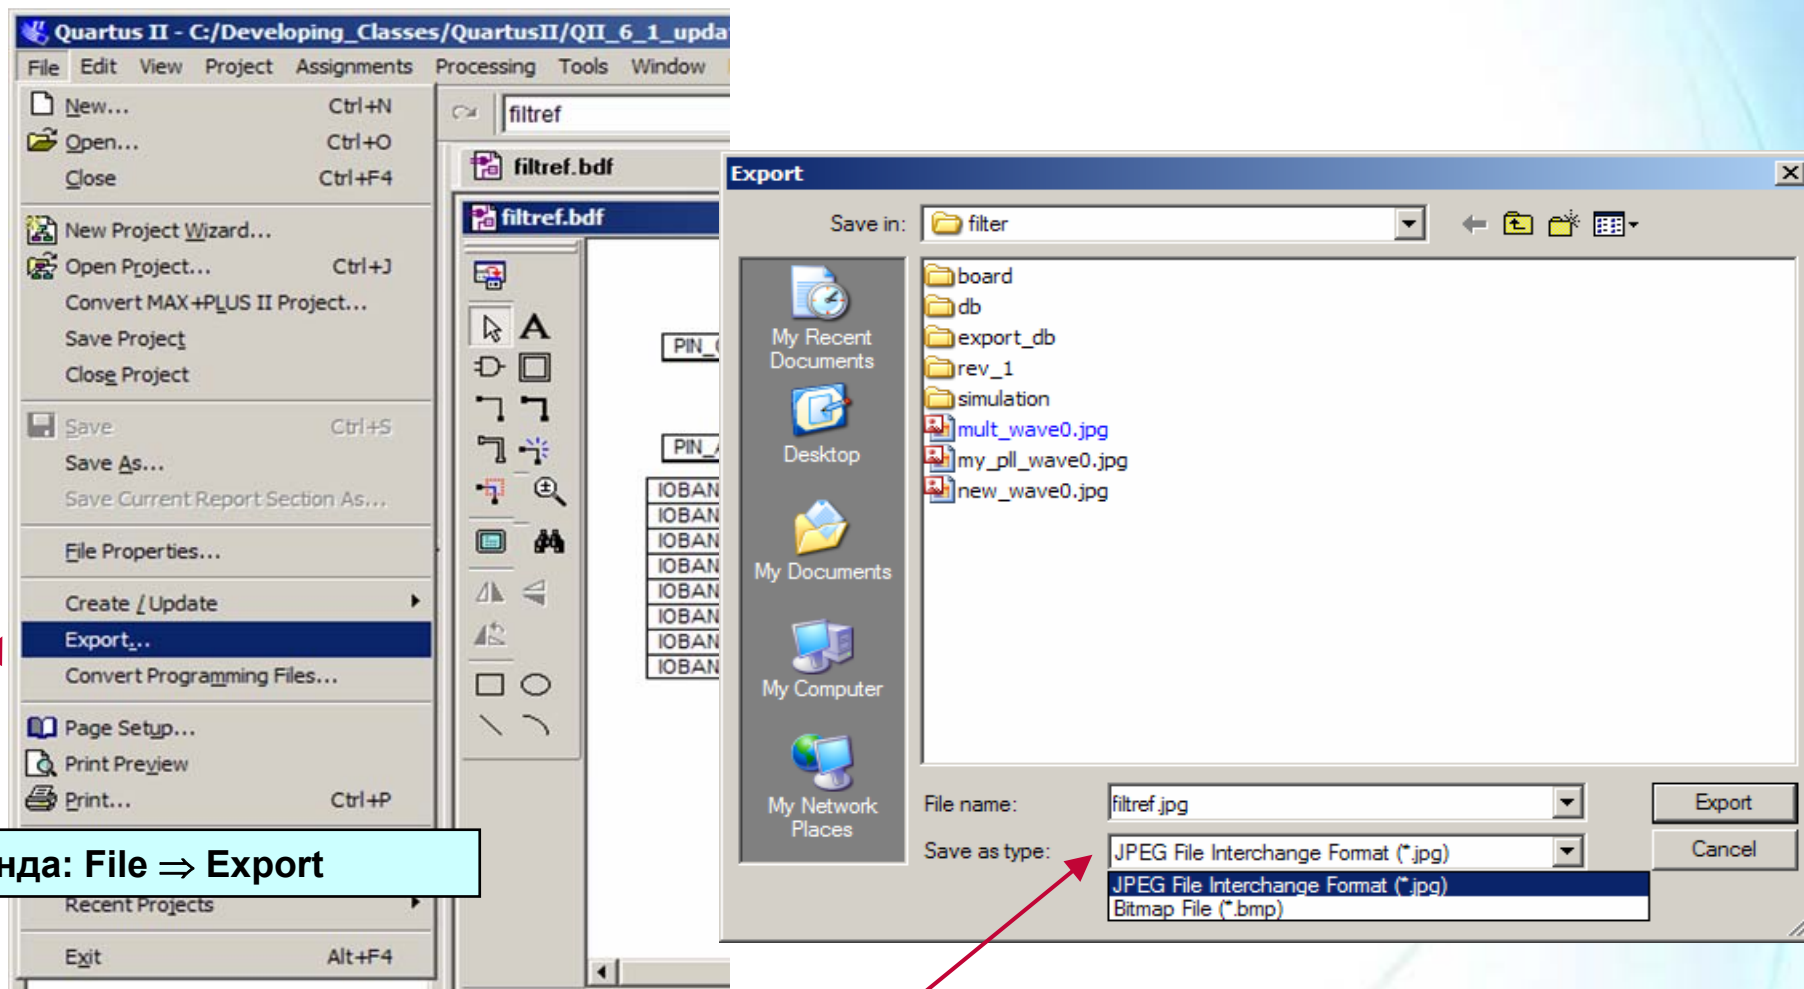 Quartus II - C:/Developing_Classes/QuartusII/QII_6_1_upda
File Edit View Project Assignments Processing Tools Window
New... Ctrl+N
Open... Ctrl+O
Close Ctrl+F4
New Project Wizard...
Open Project... Ctrl+J
Convert MAX+PLUS II Project...
Save Project
Close Project
Save Ctrl+S
Save As...
Save Current Report Section As...
File Properties...
Create / Update
Export...
Convert Programming Files...
Page Setup...
Print Preview
Print... Ctrl+P
нда: File ⇒ Export
Recent Projects
Exit Alt+F4
filtref
filtref.bdf
filtref.bdf
A
PIN_
PIN_
IOBAN
IOBAN
IOBAN
IOBAN
IOBAN
IOBAN
IOBAN
IOBAN
Export
Save in: filter
My Recent
Documents
Desktop
My Documents
My Computer
My Network
Places
board
db
export_db
rev_1
simulation
mult_wave0.jpg
my_pll_wave0.jpg
new_wave0.jpg
File name: filtref.jpg Export
Save as type: JPEG File Interchange Format (*.jpg) Cancel
JPEG File Interchange Format (*.jpg)
Bitmap File (*.bmp)